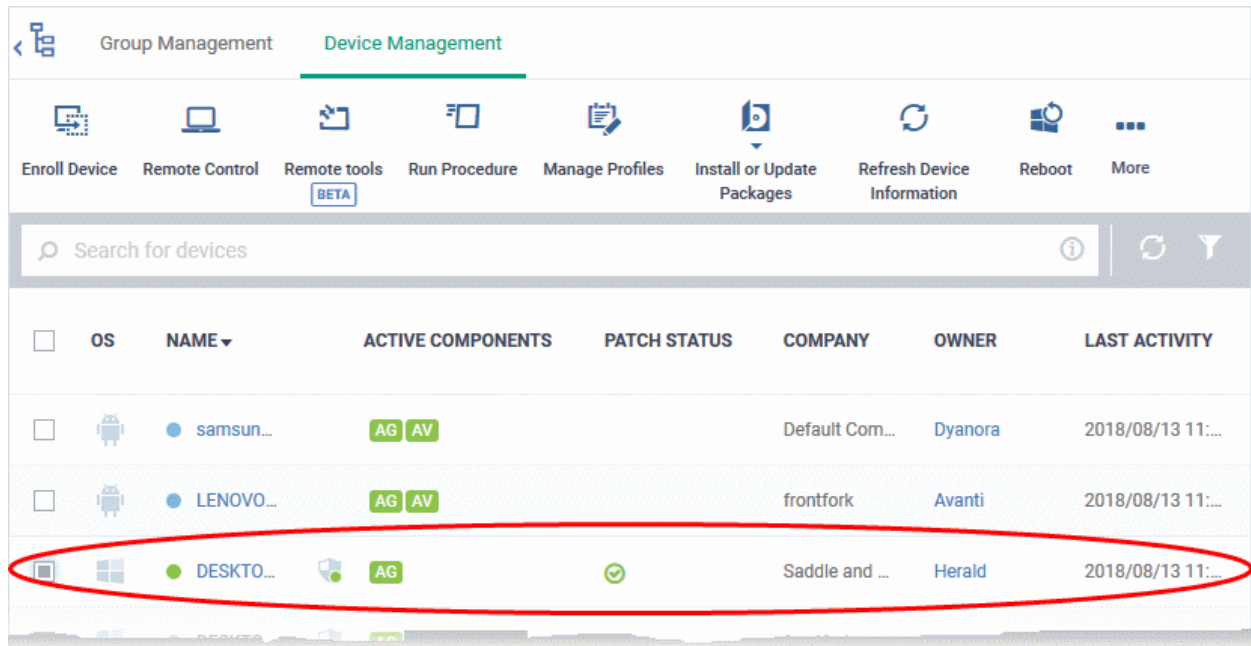 Group Management Device Management
Enroll Device Remote Control Remote tools Run Procedure Manage Profiles Install or Update Refresh Device Reboot More
BETA Packages Information
Search for devices
OS NAME ACTIVE COMPONENTS PATCH STATUS COMPANY OWNER LAST ACTIVITY
samsun... AG AV Default Com... Dyanora 2018/08/13 11:...
LENOVO... AG AV frontfork Avanti 2018/08/13 11:...
DESKTO... AG Saddle and ... Herald 2018/08/13 11:...